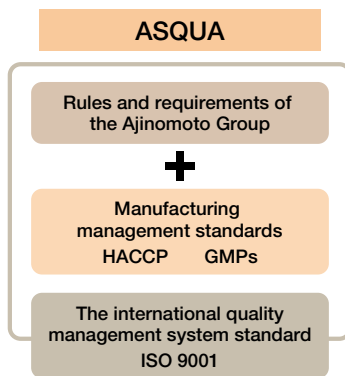 ASQUA
Rules and requirements of
the Ajinomoto Group
+
Manufacturing
management standards
HACCP GMPs
The international quality
management system standard
ISO 9001